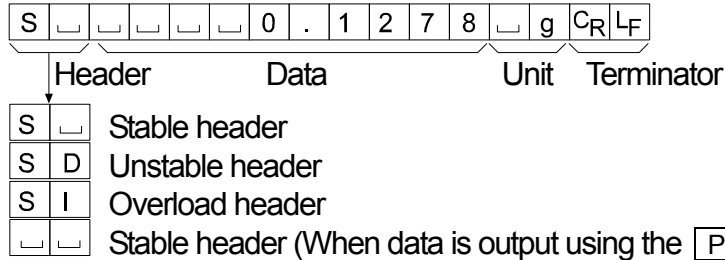 S ␣ ␣ ␣ ␣ ␣ 0 . 1 2 7 8 ␣ g CR LF
Header Data Unit Terminator
S ␣ Stable header
S D Unstable header
S I Overload header
␣ ␣ Stable header (When data is output using the P